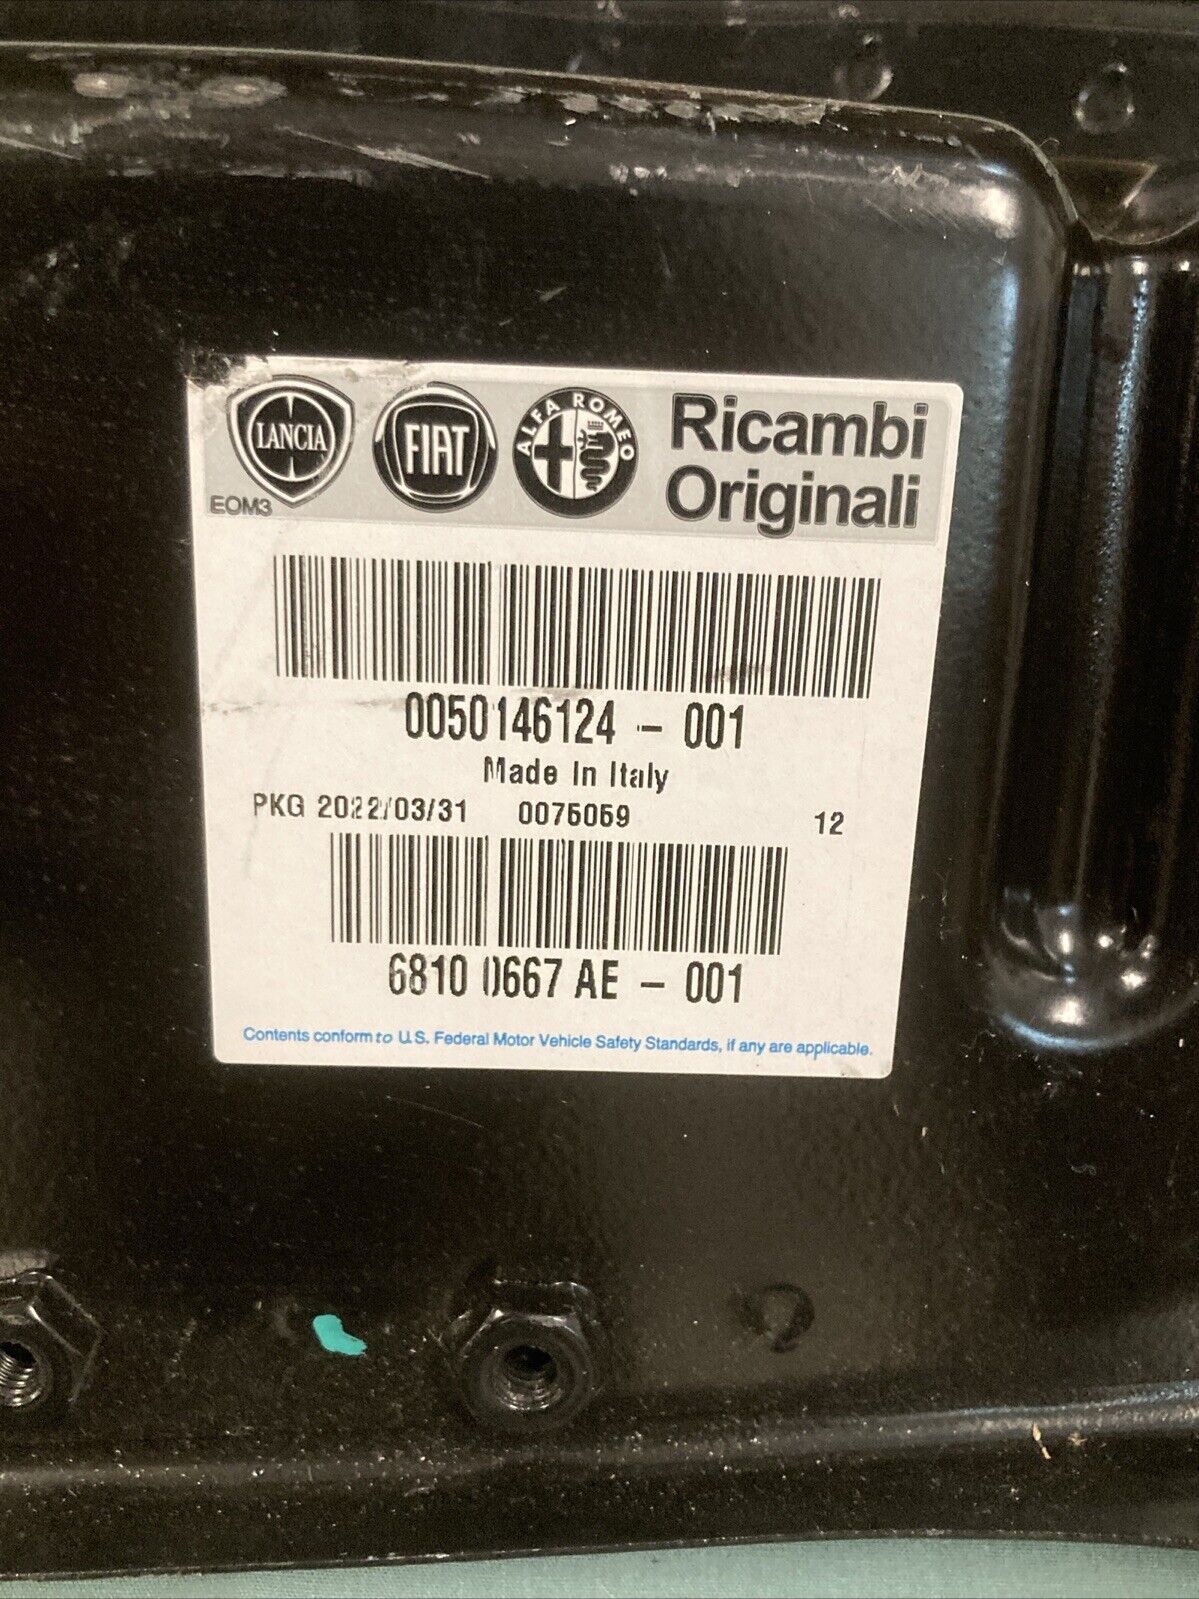 LANCIA FIAT ALFA ROMEO Ricambi
Originali
EOM3
0050146124 - 001
Made In Italy
PKG 2022/03/31 0075059 12
6810 0667 AE - 001
Contents conform to U.S. Federal Motor Vehicle Safety Standards, if any are applicable.